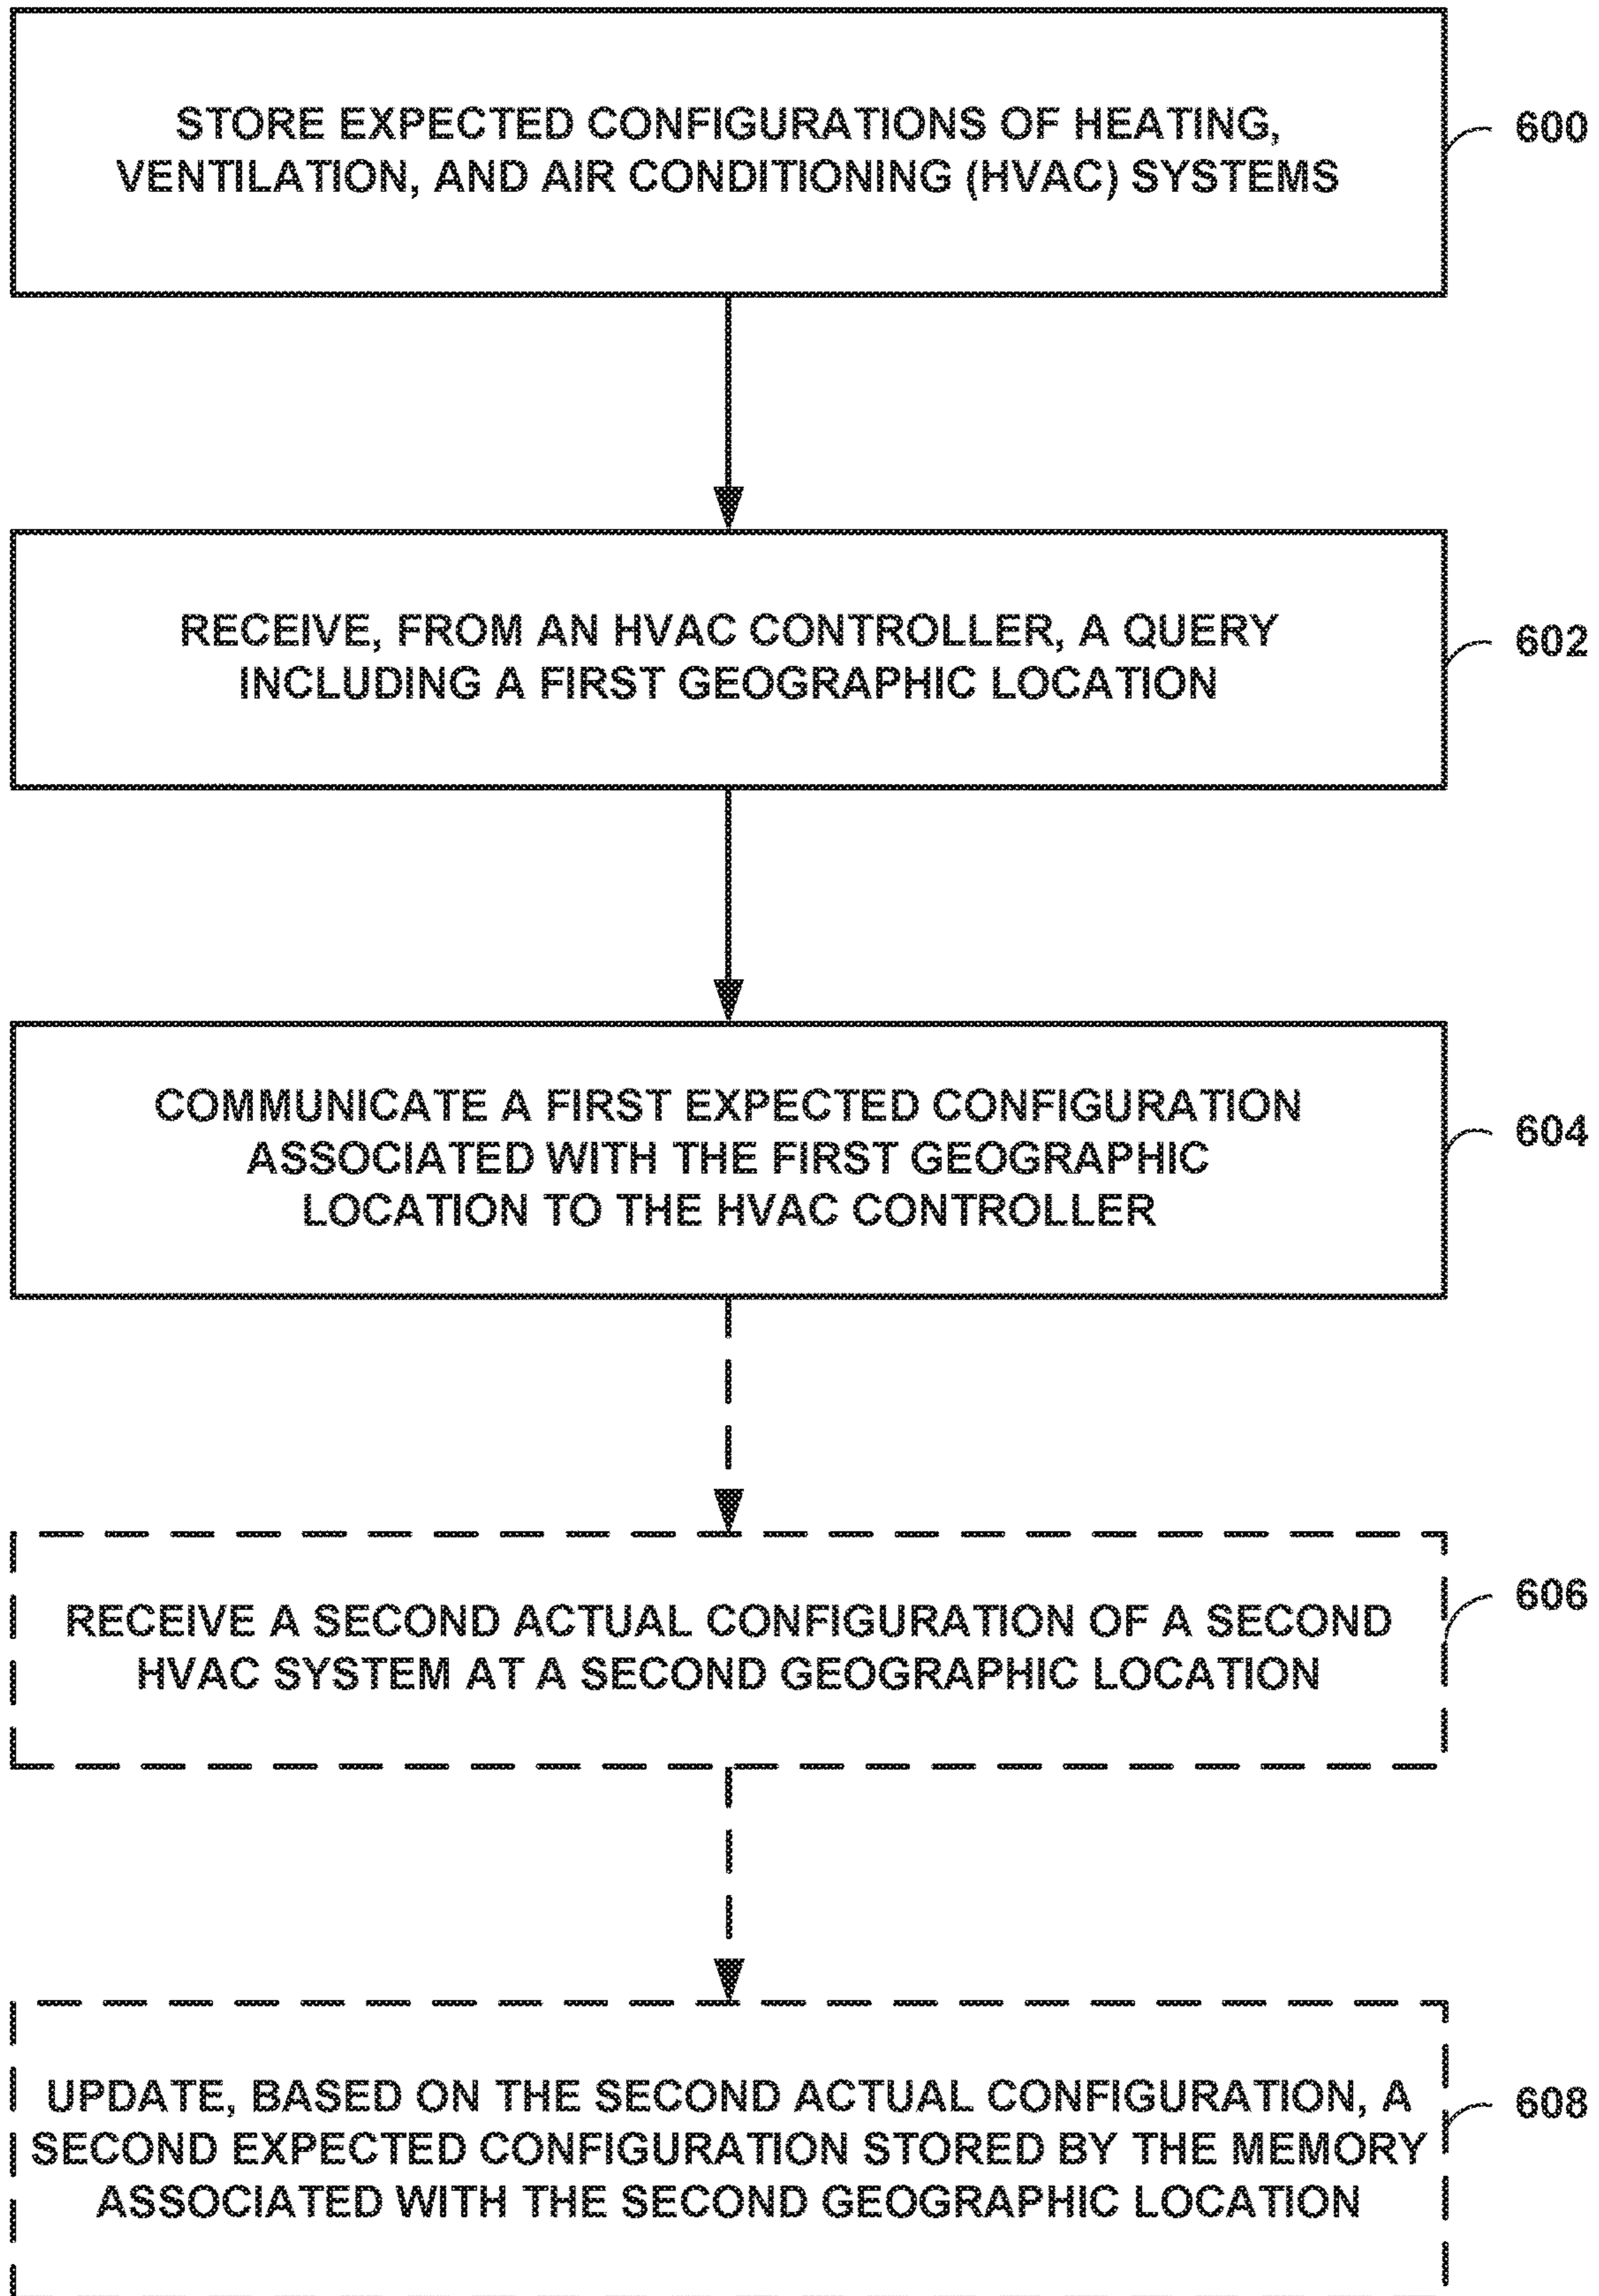 STORE EXPECTED CONFIGURATIONS OF HEATING,
VENTILATION, AND AIR CONDITIONING (HVAC) SYSTEMS
600
RECEIVE, FROM AN HVAC CONTROLLER, A QUERY
INCLUDING A FIRST GEOGRAPHIC LOCATION
602
COMMUNICATE A FIRST EXPECTED CONFIGURATION
ASSOCIATED WITH THE FIRST GEOGRAPHIC
LOCATION TO THE HVAC CONTROLLER
604
RECEIVE A SECOND ACTUAL CONFIGURATION OF A SECOND
HVAC SYSTEM AT A SECOND GEOGRAPHIC LOCATION
606
UPDATE, BASED ON THE SECOND ACTUAL CONFIGURATION, A
SECOND EXPECTED CONFIGURATION STORED BY THE MEMORY
ASSOCIATED WITH THE SECOND GEOGRAPHIC LOCATION
608